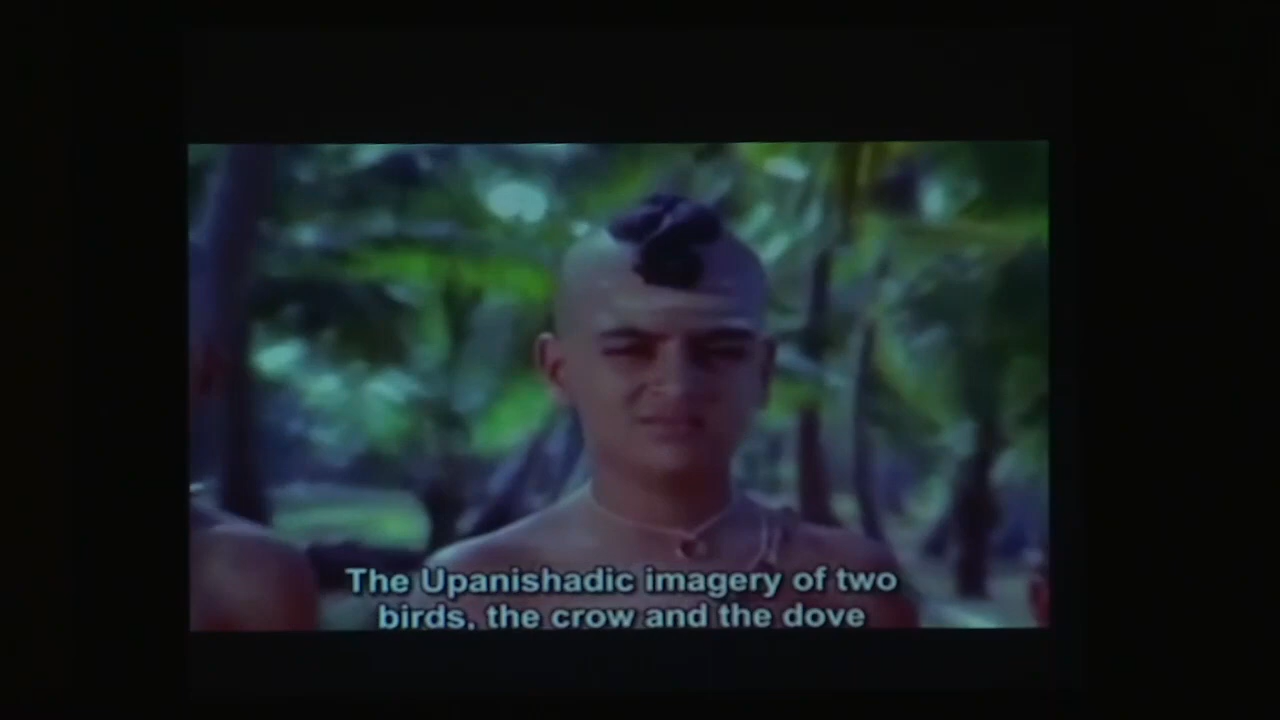 The Upanishadic imagery of two
birds, the crow and the dove